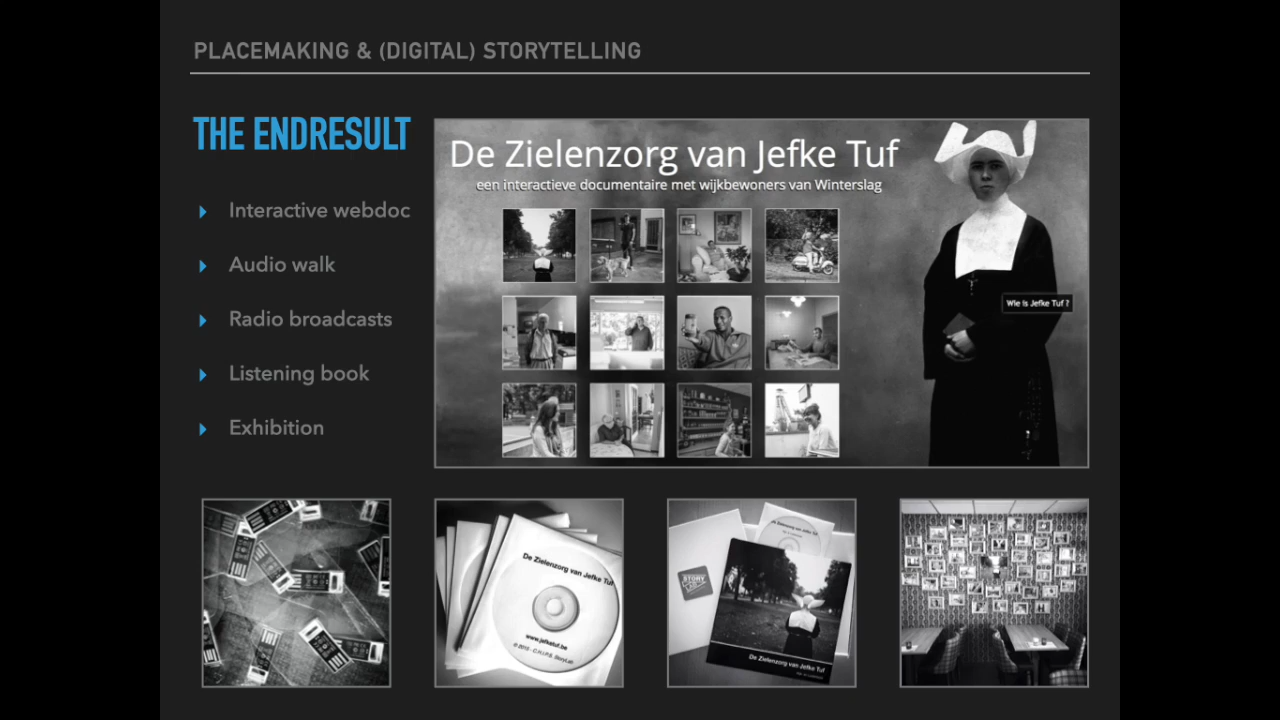 PLACEMAKING & (DIGITAL) STORYTELLING
THE ENDRESULT
Interactive webdoc
Audio walk
Radio broadcasts
Listening book
Exhibition
De Zielenzorg van Jefke Tuf
een interactieve documentaire met wijkbewoners van Winterslag
Wie is Jefke Tuf ?
De Zielenzorg van Jefke Tuf
www.jefketuf.be
De Zielenzorg van Jefke Tuf
STORY
De Zielenzorg van Jefke Tuf